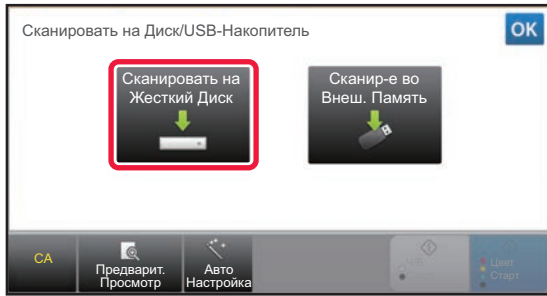 Сканировать на Диск/USB-Накопитель
OK
Сканировать на
Жесткий Диск
Сканир-е во
Внеш. Память
CA
Предварит.
Просмотр
Авто
Настройка
Ч/Б
Старт
Цвет
Старт